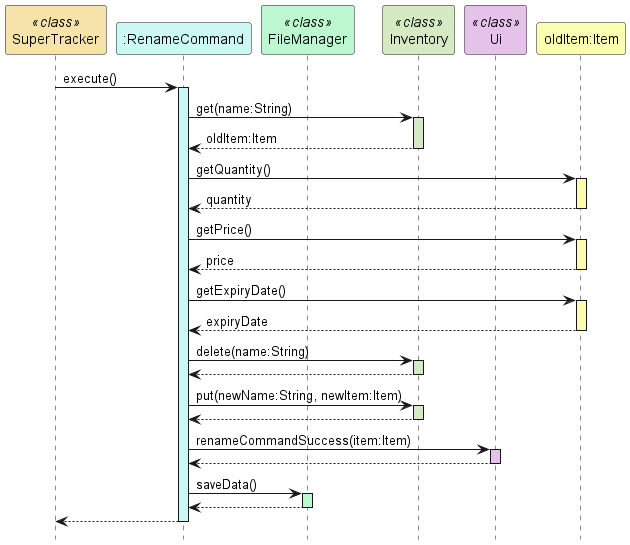 «class» «class» «class» «class»
SuperTracker :RenameCommand FileManager Inventory Ui oldItem:Item
execute()
get(name:String)
oldItem:Item
getQuantity()
quantity
getPrice()
price
getExpiryDate()
expiryDate
delete(name:String)
put(newName:String, newItem:Item)
renameCommandSuccess(item:Item)
saveData()